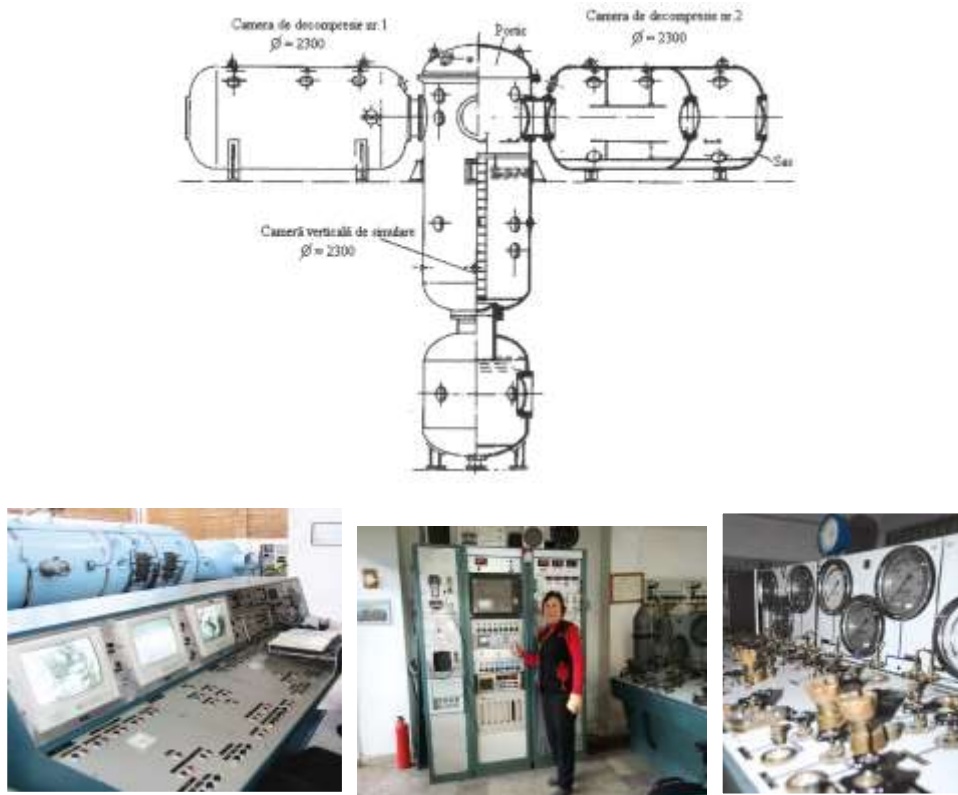 Camera de decompresie nr.1
Ø = 2300
Portic
Camera de decompresie nr.2
Ø = 2300
Sas
Cameră verticală de simulare
Ø = 2300